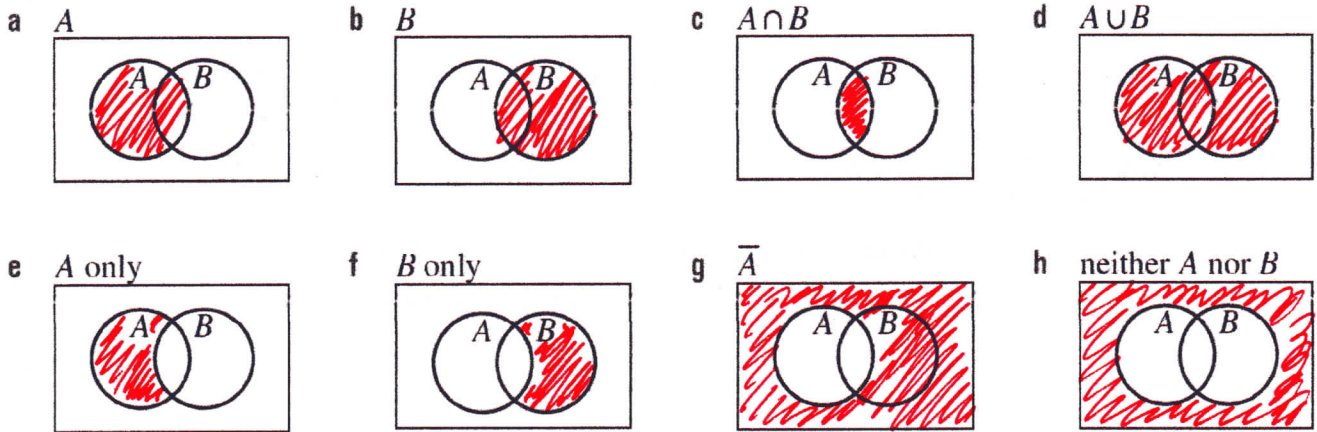 a A b B c A∩B d A∪B
A B A B A B A B
e A only f B only g A̅ h neither A nor B
A B A B A B A B